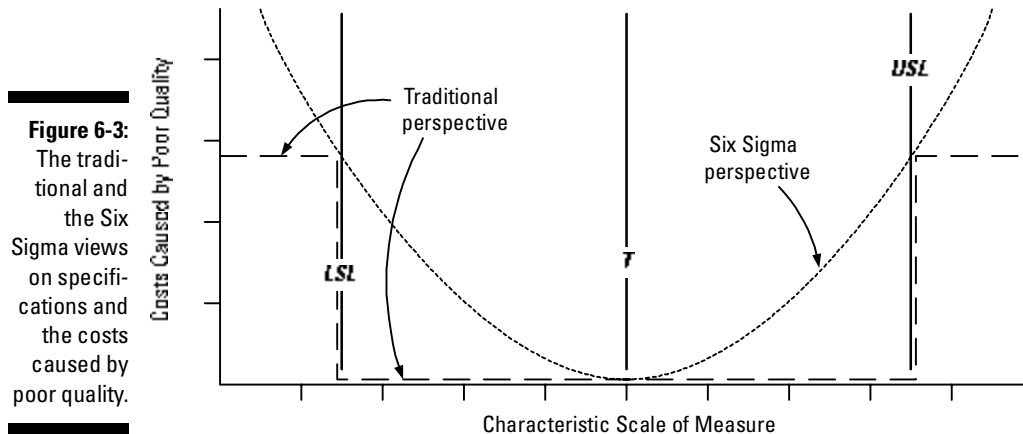 Figure 6-3:
The tradi-
tional and
the Six
Sigma views
on specifi-
cations and
the costs
caused by
poor quality.
Costs Caused by Poor Quality
Traditional
perspective
Six Sigma
perspective
LSL
T
USL
Characteristic Scale of Measure